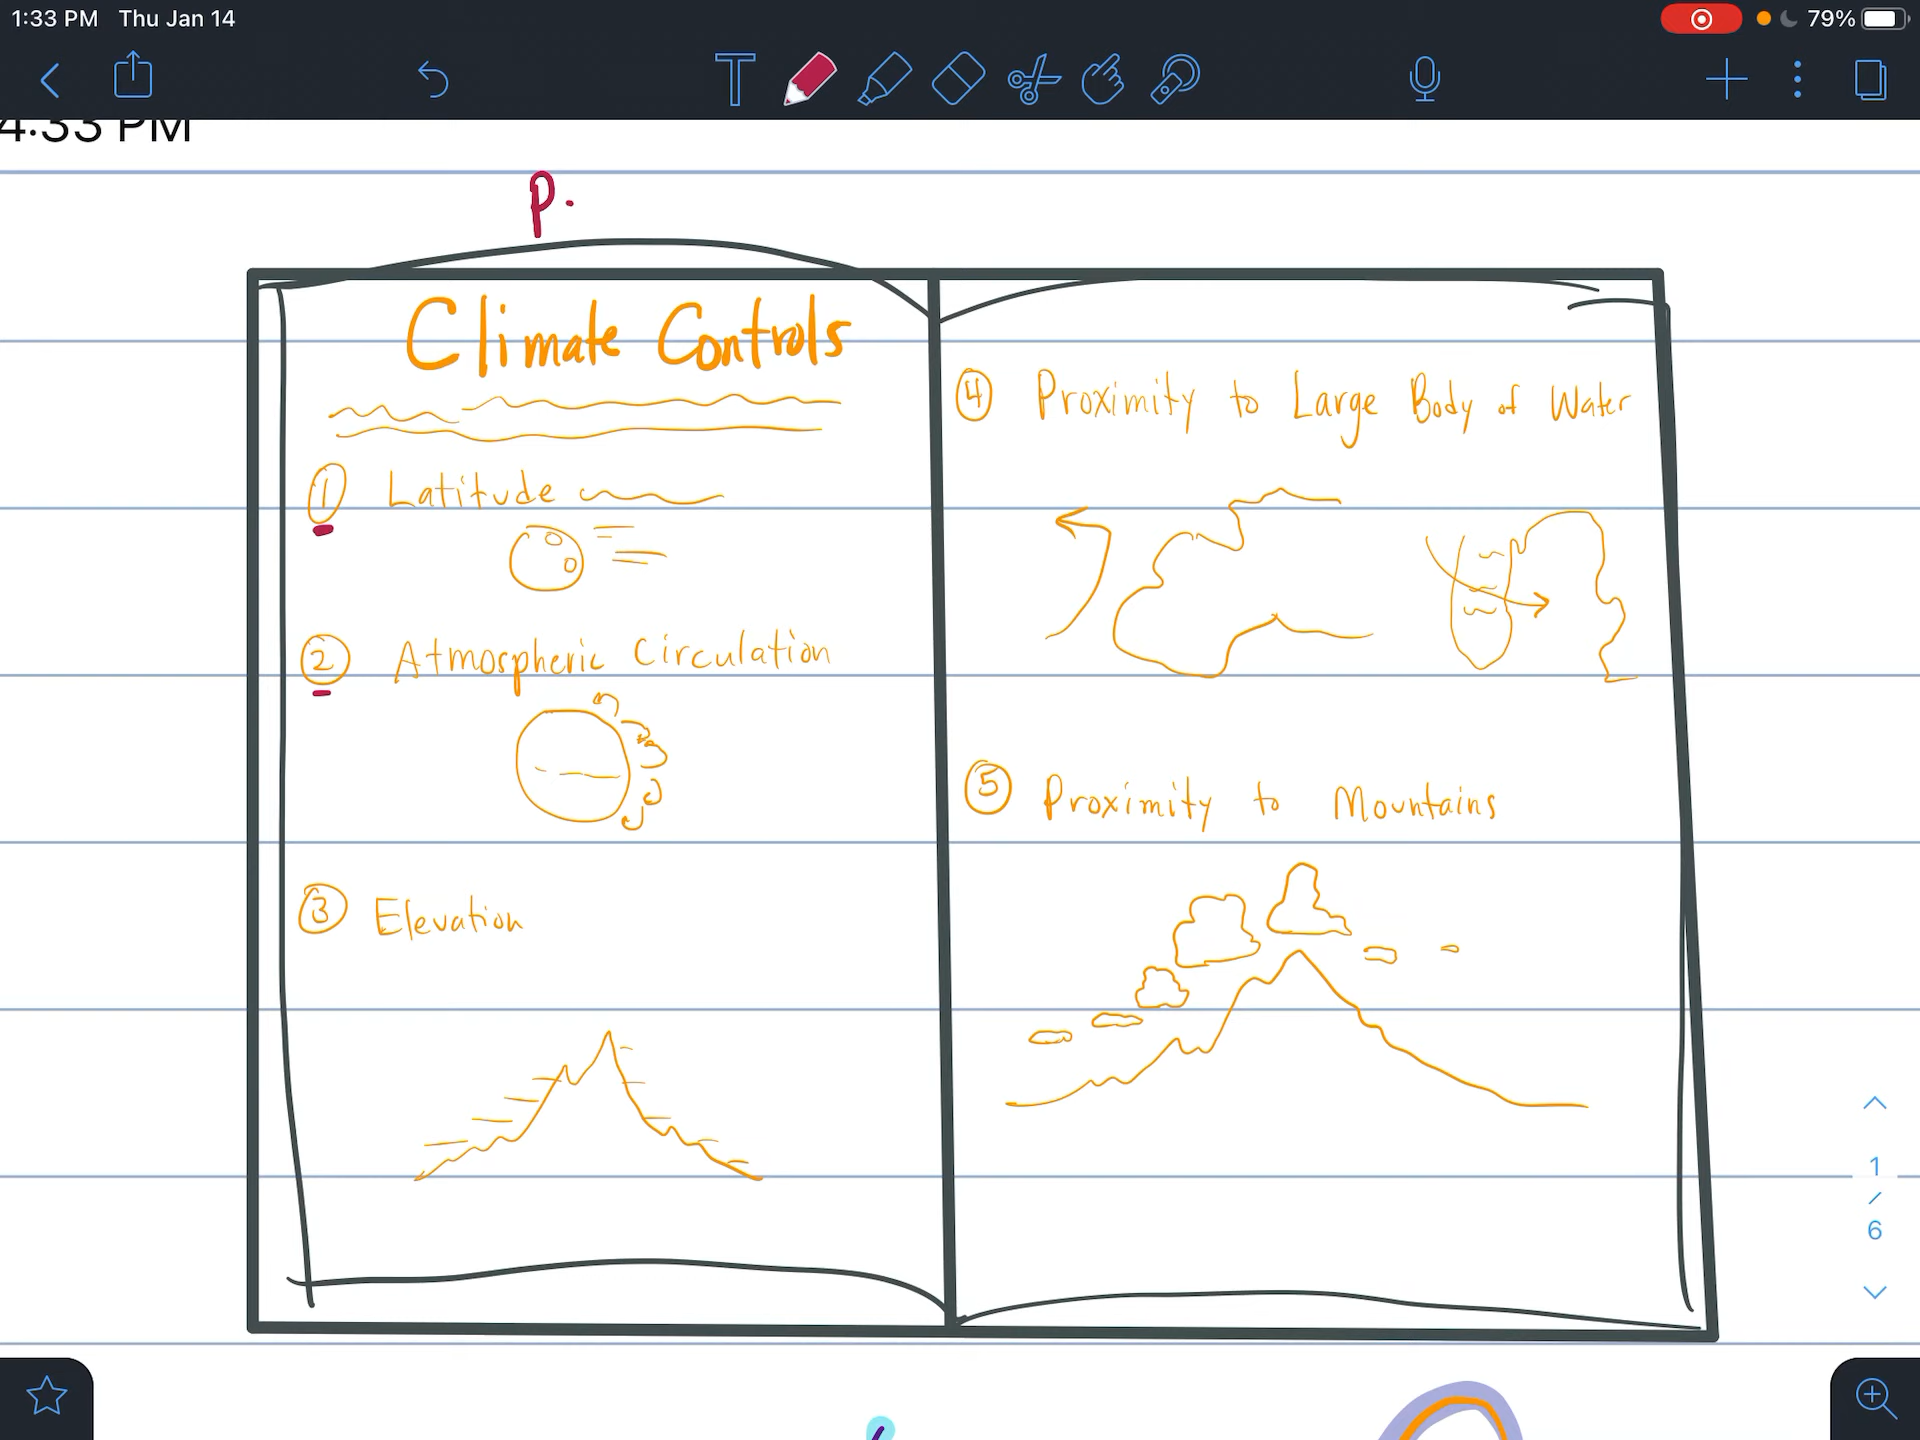 1:33 PM Thu Jan 14
79%
4:33 PM
p.
Climate Controls
1 Latitude
2 Atmospheric Circulation
3 Elevation
4 Proximity to Large Body of Water
5 Proximity to Mountains
1
/
6